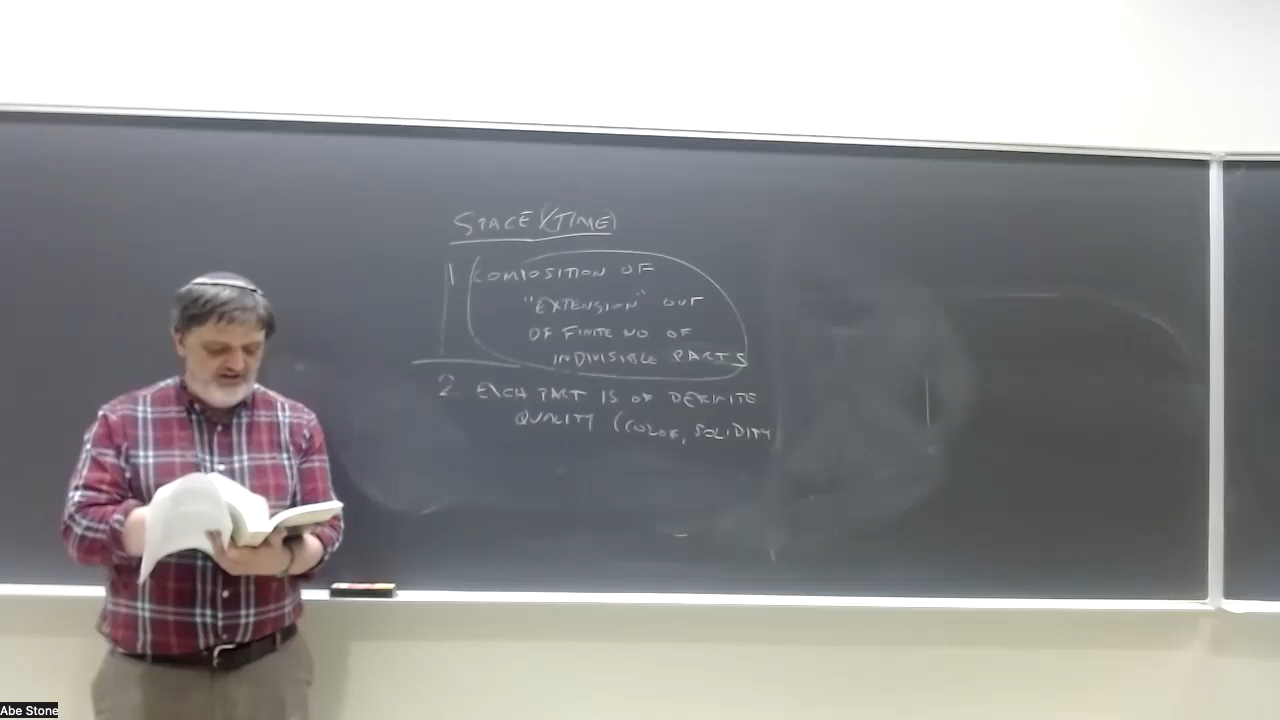 SPACE (TIME)
1 COMPOSITION OF
"EXTENSION" OUT
OF FINITE NO OF
INDIVISIBLE PARTS
2 EACH PART IS OF DEFINITE
QUALITY (COLOR, SOLIDITY
Abe Stone